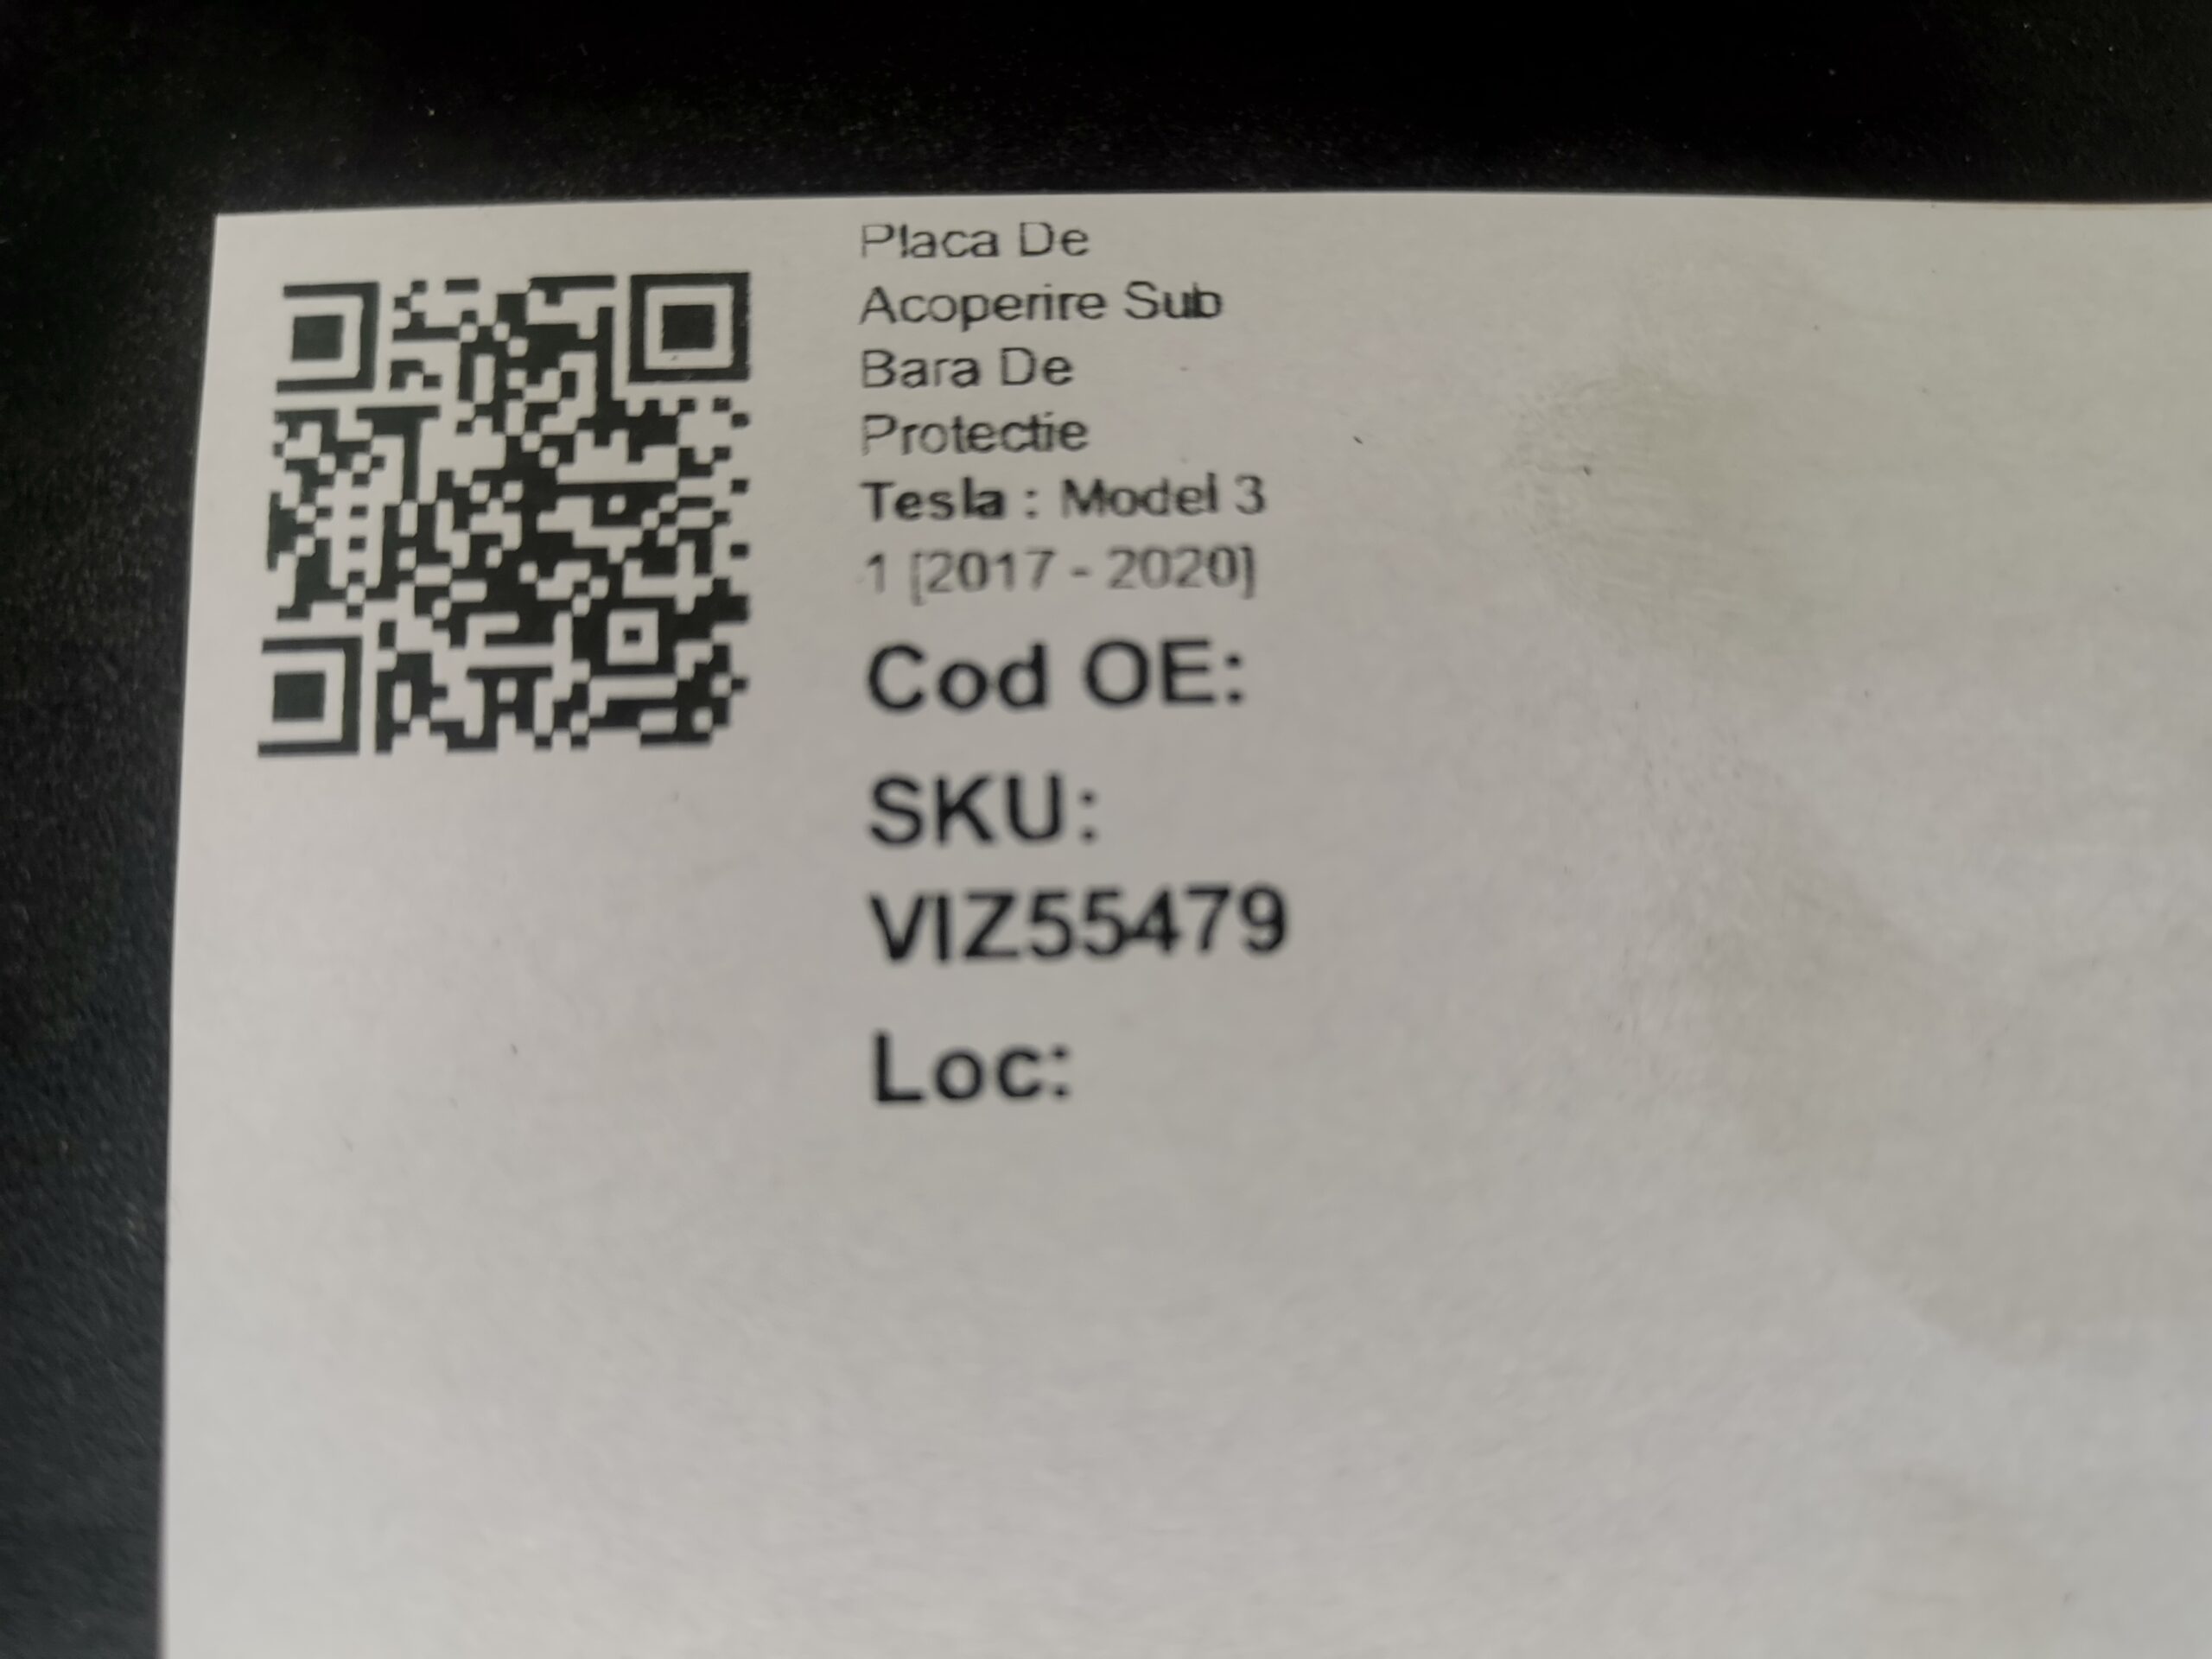 Placa De
Acoperire Sub
Bara De
Protectie
Tesla : Model 3
1 [2017 - 2020]
Cod OE:
SKU:
VIZ55479
Loc: